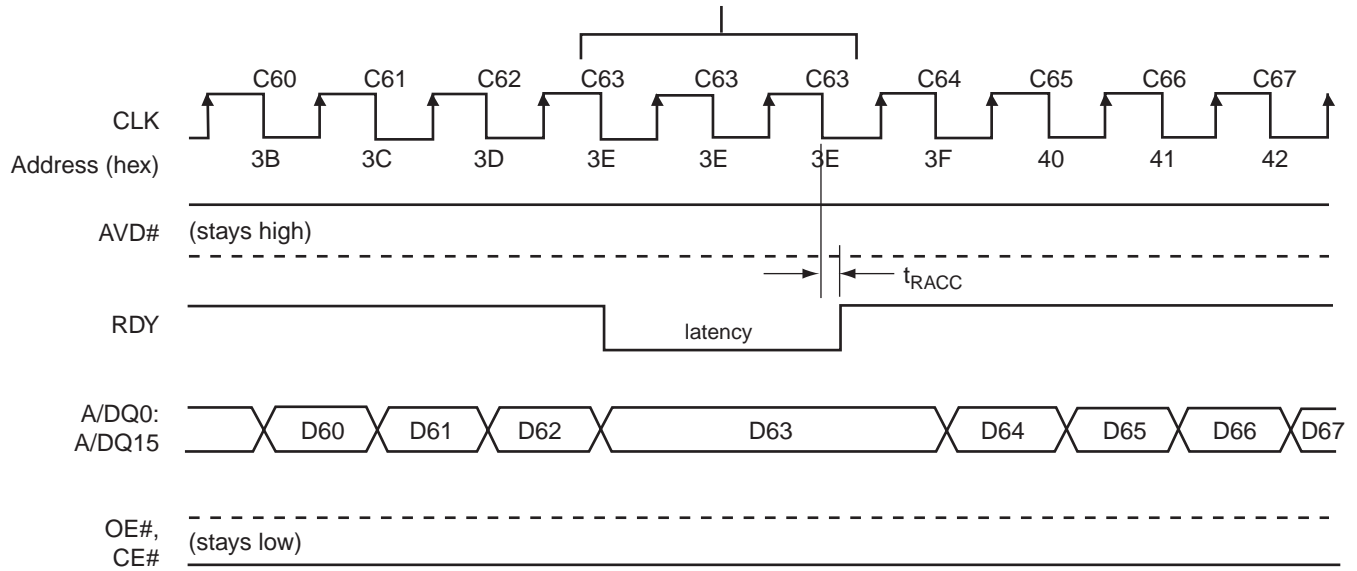 C60 C61 C62 C63 C63 C63 C64 C65 C66 C67
CLK
Address (hex) 3B 3C 3D 3E 3E 3E 3F 40 41 42
AVD# (stays high)
tRACC
RDY latency
A/DQ0:
A/DQ15
D60 D61 D62 D63 D64 D65 D66 D67
OE#,
CE#
(stays low)